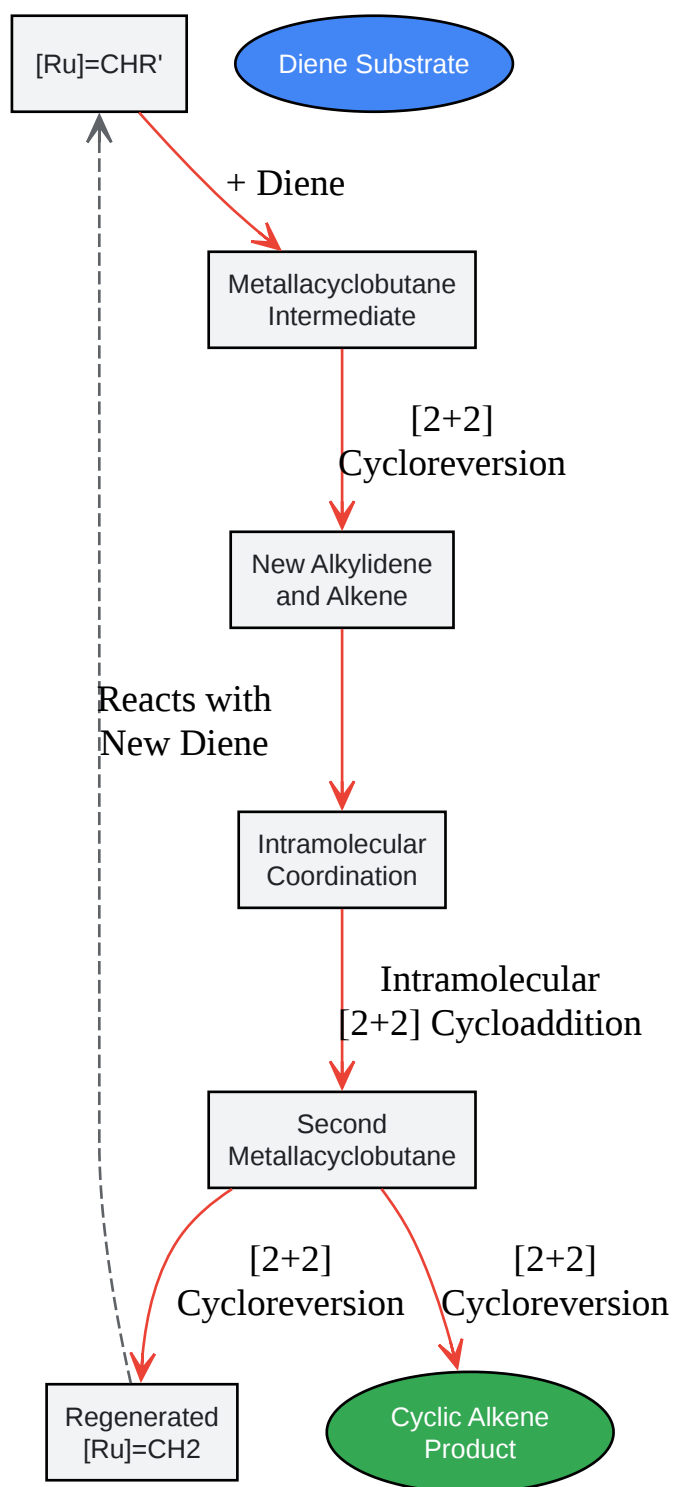 [Ru]=CHR'
Diene Substrate
+ Diene
Metallacyclobutane
Intermediate
[2+2]
Cycloreversion
New Alkylidene
and Alkene
Reacts with
New Diene
Intramolecular
Coordination
Intramolecular
[2+2] Cycloaddition
Second
Metallacyclobutane
[2+2]
Cycloreversion
[2+2]
Cycloreversion
Regenerated
[Ru]=CH2
Cyclic Alkene
Product